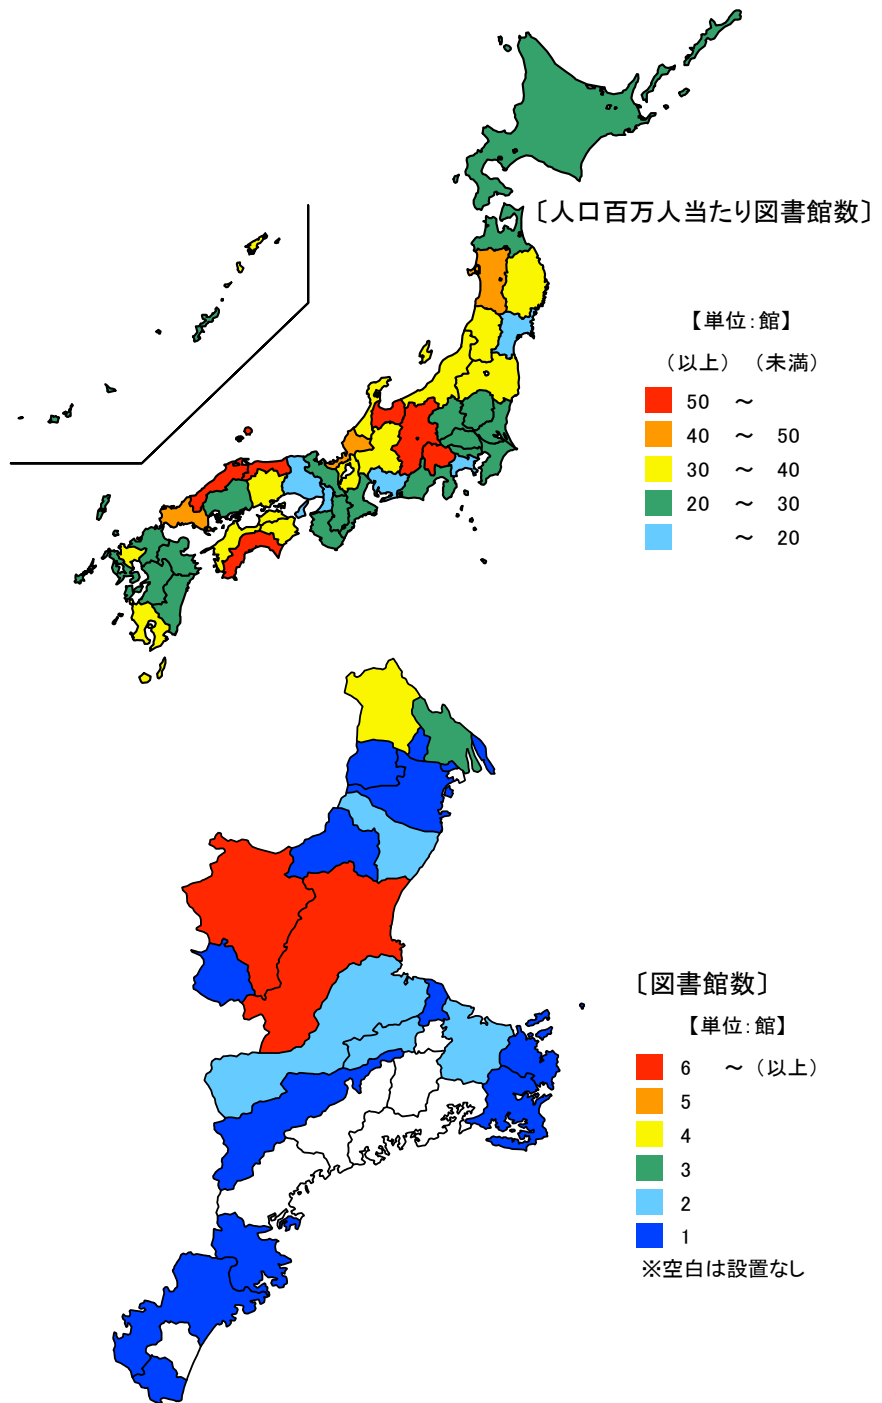 〔人口百万人当たり図書館数〕
【単位：館】
（以上） （未満）
50 ～
40 ～ 50
30 ～ 40
20 ～ 30
～ 20
〔図書館数〕
【単位：館】
6 ～（以上）
5
4
3
2
1
※空白は設置なし